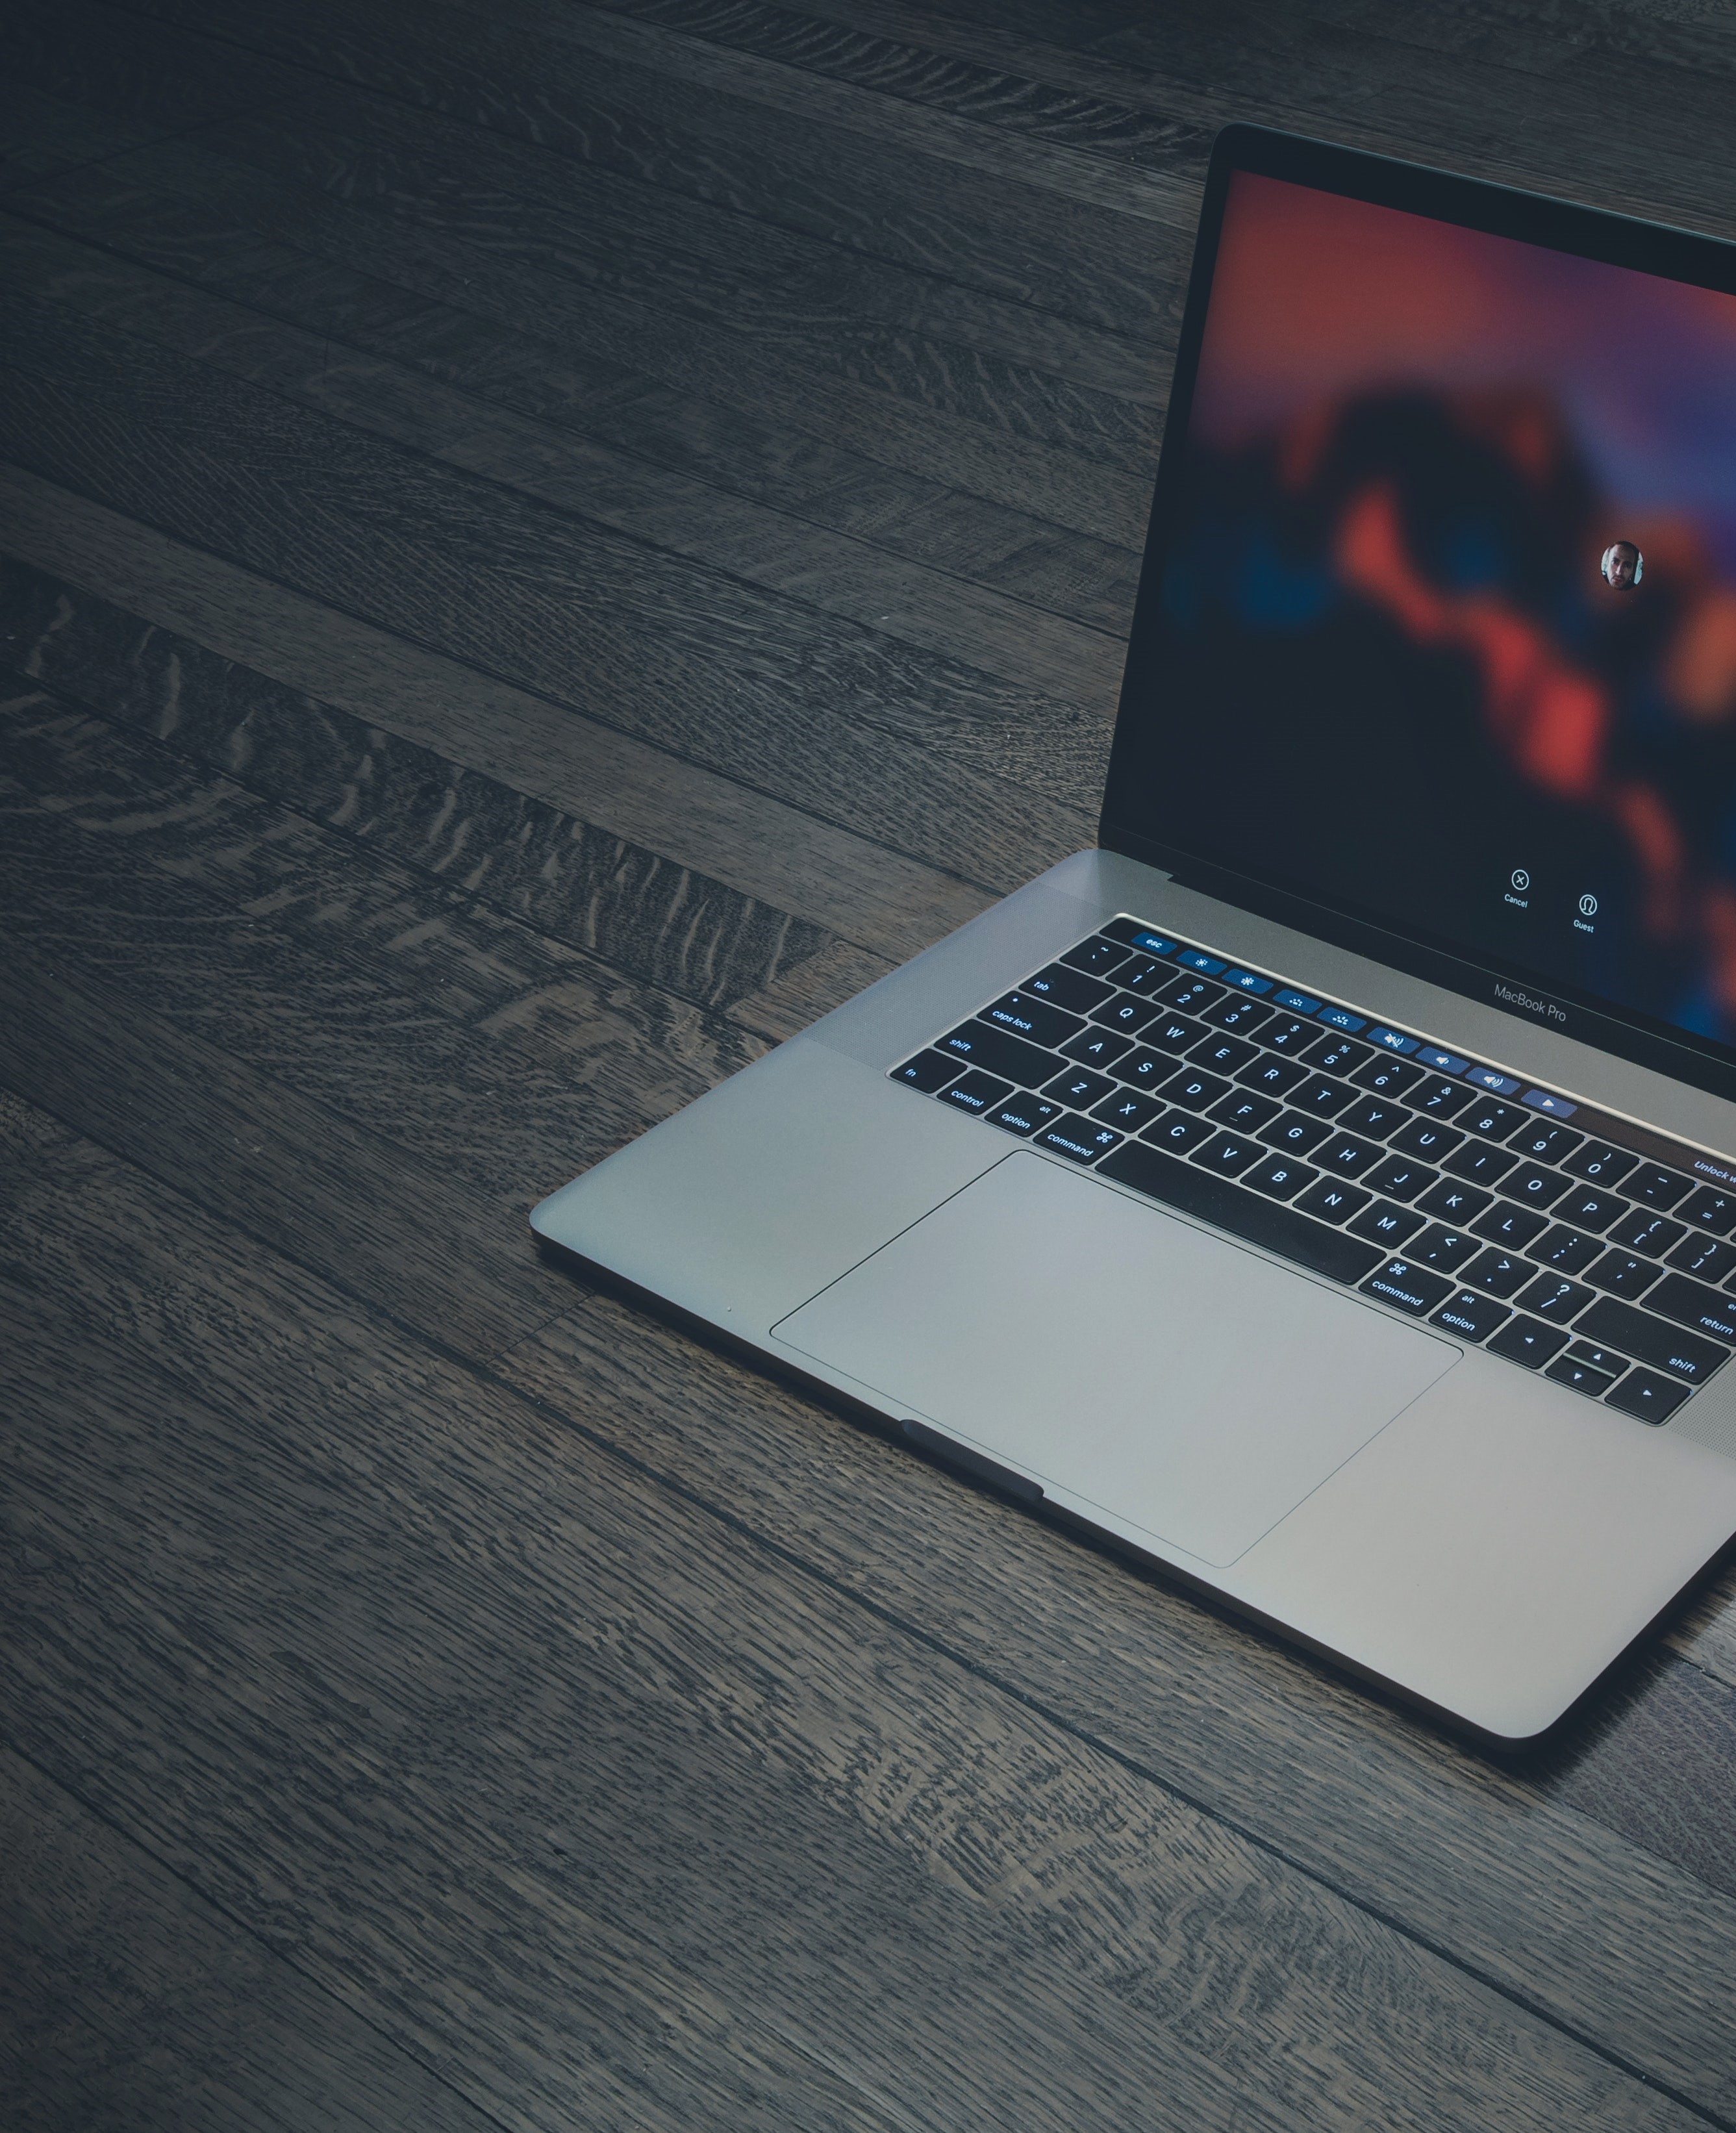 Cancel
Guest
MacBook Pro
esc
Unlock w
~ `
! 1
@ 2
# 3
$ 4
% 5
^ 6
& 7
* 8
( 9
) 0
_ -
+ =
tab
Q W E R T Y U I O P { [ } ]
caps lock
A S D F G H J K L : ; " '
return
shift
Z X C V B N M < , > . ? /
shift
fn
control
alt
option
⌘
command
⌘
command
alt
option